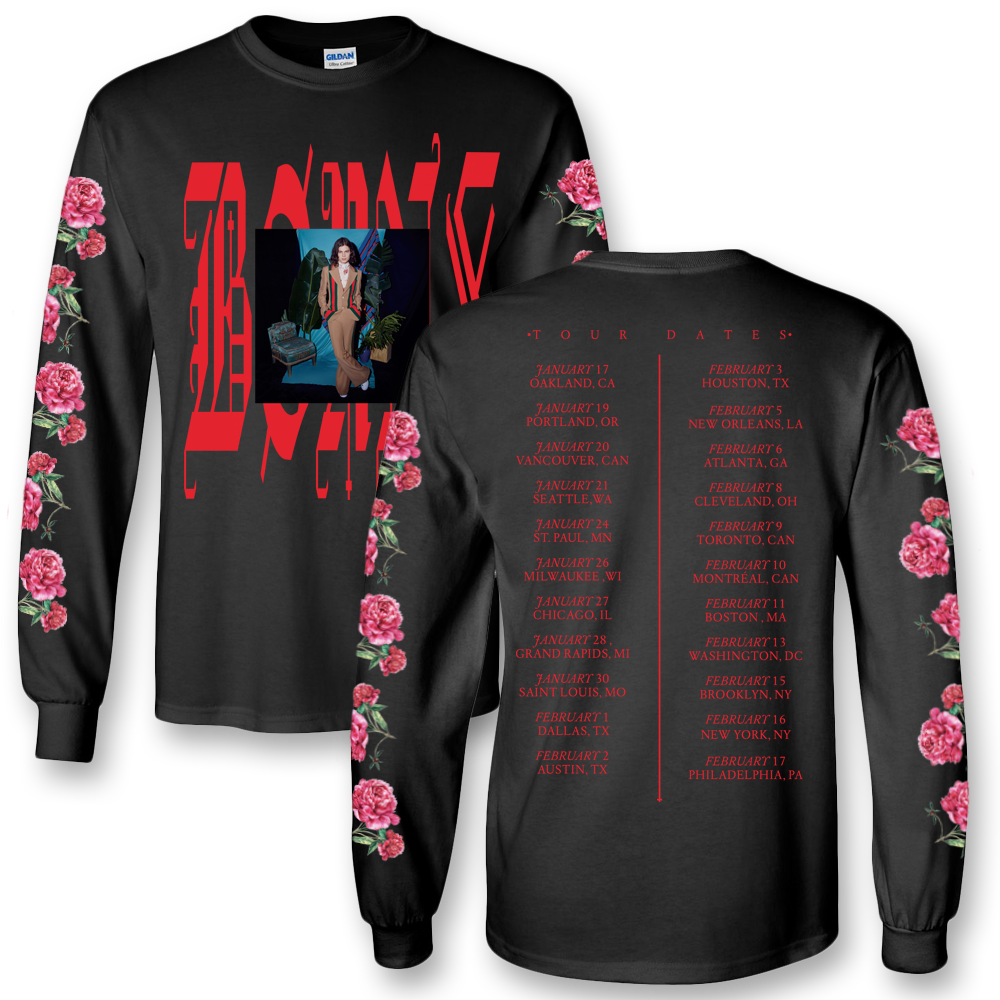 GILDAN
Ultra Cotton
BØRNS
·TOUR DATES·
JANUARY 17
OAKLAND, CA
JANUARY 19
PORTLAND, OR
JANUARY 20
VANCOUVER, CAN
JANUARY 21
SEATTLE,WA
JANUARY 24
ST. PAUL, MN
JANUARY 26
MILWAUKEE ,WI
JANUARY 27
CHICAGO, IL
JANUARY 28 ,
GRAND RAPIDS, MI
JANUARY 30
SAINT LOUIS, MO
FEBRUARY 1
DALLAS, TX
FEBRUARY 2
AUSTIN, TX
FEBRUARY 3
HOUSTON, TX
FEBRUARY 5
NEW ORLEANS, LA
FEBRUARY 6
ATLANTA, GA
FEBRUARY 8
CLEVELAND, OH
FEBRUARY 9
TORONTO, CAN
FEBRUARY 10
MONTRÉAL, CAN
FEBRUARY 11
BOSTON , MA
FEBRUARY 13
WASHINGTON, DC
FEBRUARY 15
BROOKLYN, NY
FEBRUARY 16
NEW YORK, NY
FEBRUARY 17
PHILADELPHIA, PA